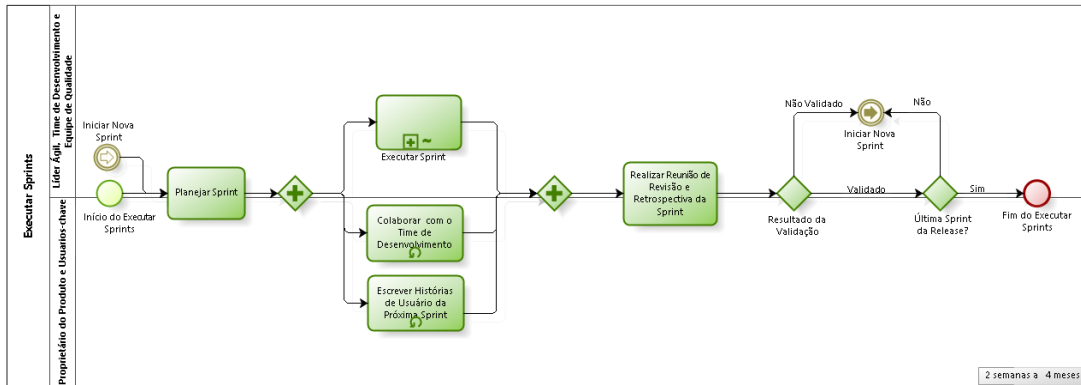 Executar Sprints
Líder Ágil, Time de Desenvolvimento e
Equipe de Qualidade
Proprietário do Produto e Usuarios-chave
Iniciar Nova
Sprint
Início do Executar
Sprints
Planejar Sprint
Executar Sprint
Colaborar com o
Time de
Desenvolvimento
Escrever Histórias
de Usuário da
Próxima Sprint
Realizar Reunião de
Revisão e
Retrospectiva da
Sprint
Resultado da
Validação
Não Validado
Validado
Iniciar Nova
Sprint
Não
Última Sprint
da Release?
Sim
Fim do Executar
Sprints
2 semanas a 4 meses